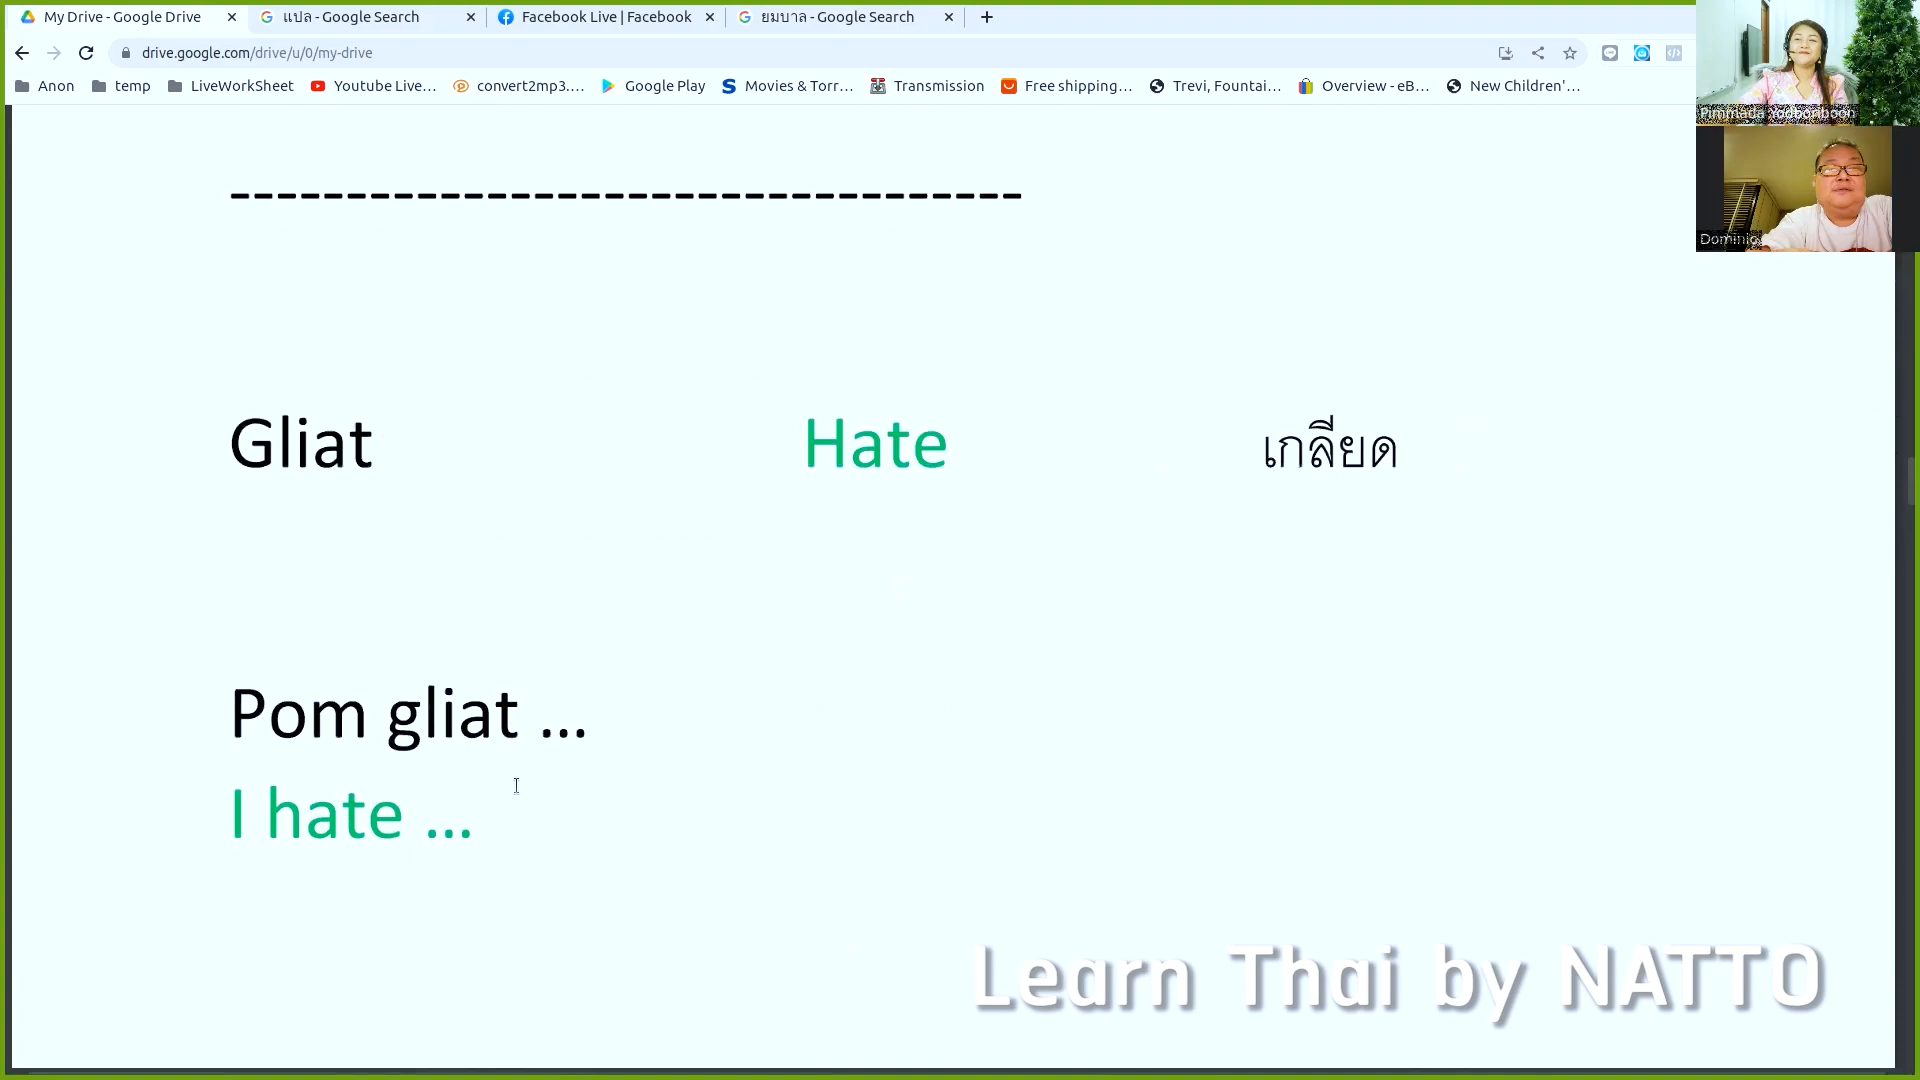 My Drive - Google Drive
แปล - Google Search
Facebook Live | Facebook
ยมบาล - Google Search
drive.google.com/drive/u/0/my-drive
Anon
temp
LiveWorkSheet
Youtube Live...
convert2mp3....
Google Play
Movies & Torr...
Transmission
Free shipping...
Trevi, Fountai...
Overview - eB...
New Children'...
Dominic
---------------------------------
Gliat Hate เกลียด
Pom gliat ...
I hate ...
Learn Thai by NATTO